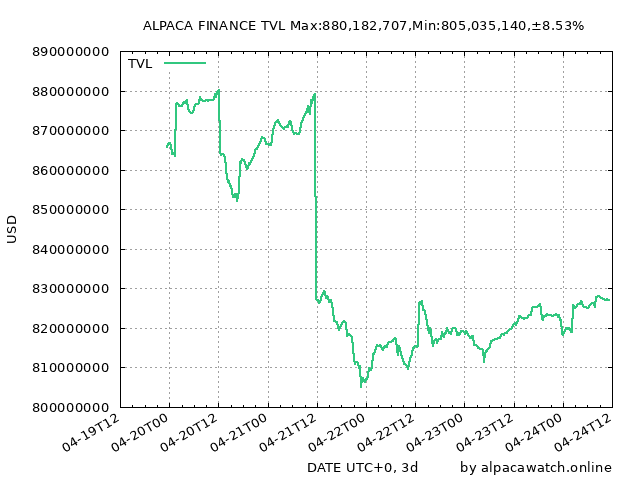 ALPACA FINANCE TVL Max:880,182,707,Min:805,035,140,±8.53%
TVL
890000000
880000000
870000000
860000000
850000000
840000000
830000000
820000000
810000000
800000000
USD
04-19T12
04-20T00
04-20T12
04-21T00
04-21T12
04-22T00
04-22T12
04-23T00
04-23T12
04-24T00
04-24T12
DATE UTC+0, 3d
by alpacawatch.online